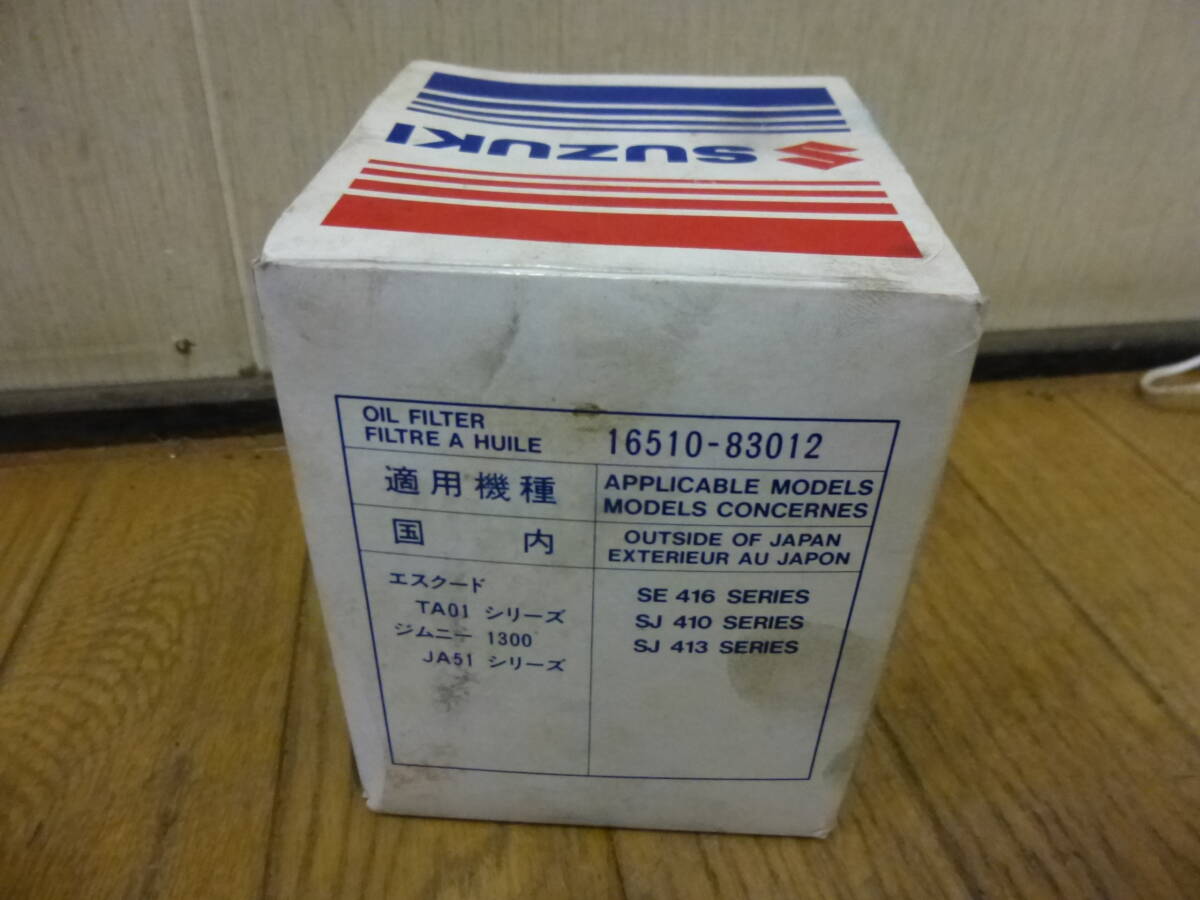 SUZUKI
OIL FILTER
FILTRE A HUILE
16510-83012
適用機種
APPLICABLE MODELS
MODELS CONCERNES
国内
OUTSIDE OF JAPAN
EXTERIEUR AU JAPON
エスクード
TA01 シリーズ
ジムニー 1300
JA51 シリーズ
SE 416 SERIES
SJ 410 SERIES
SJ 413 SERIES